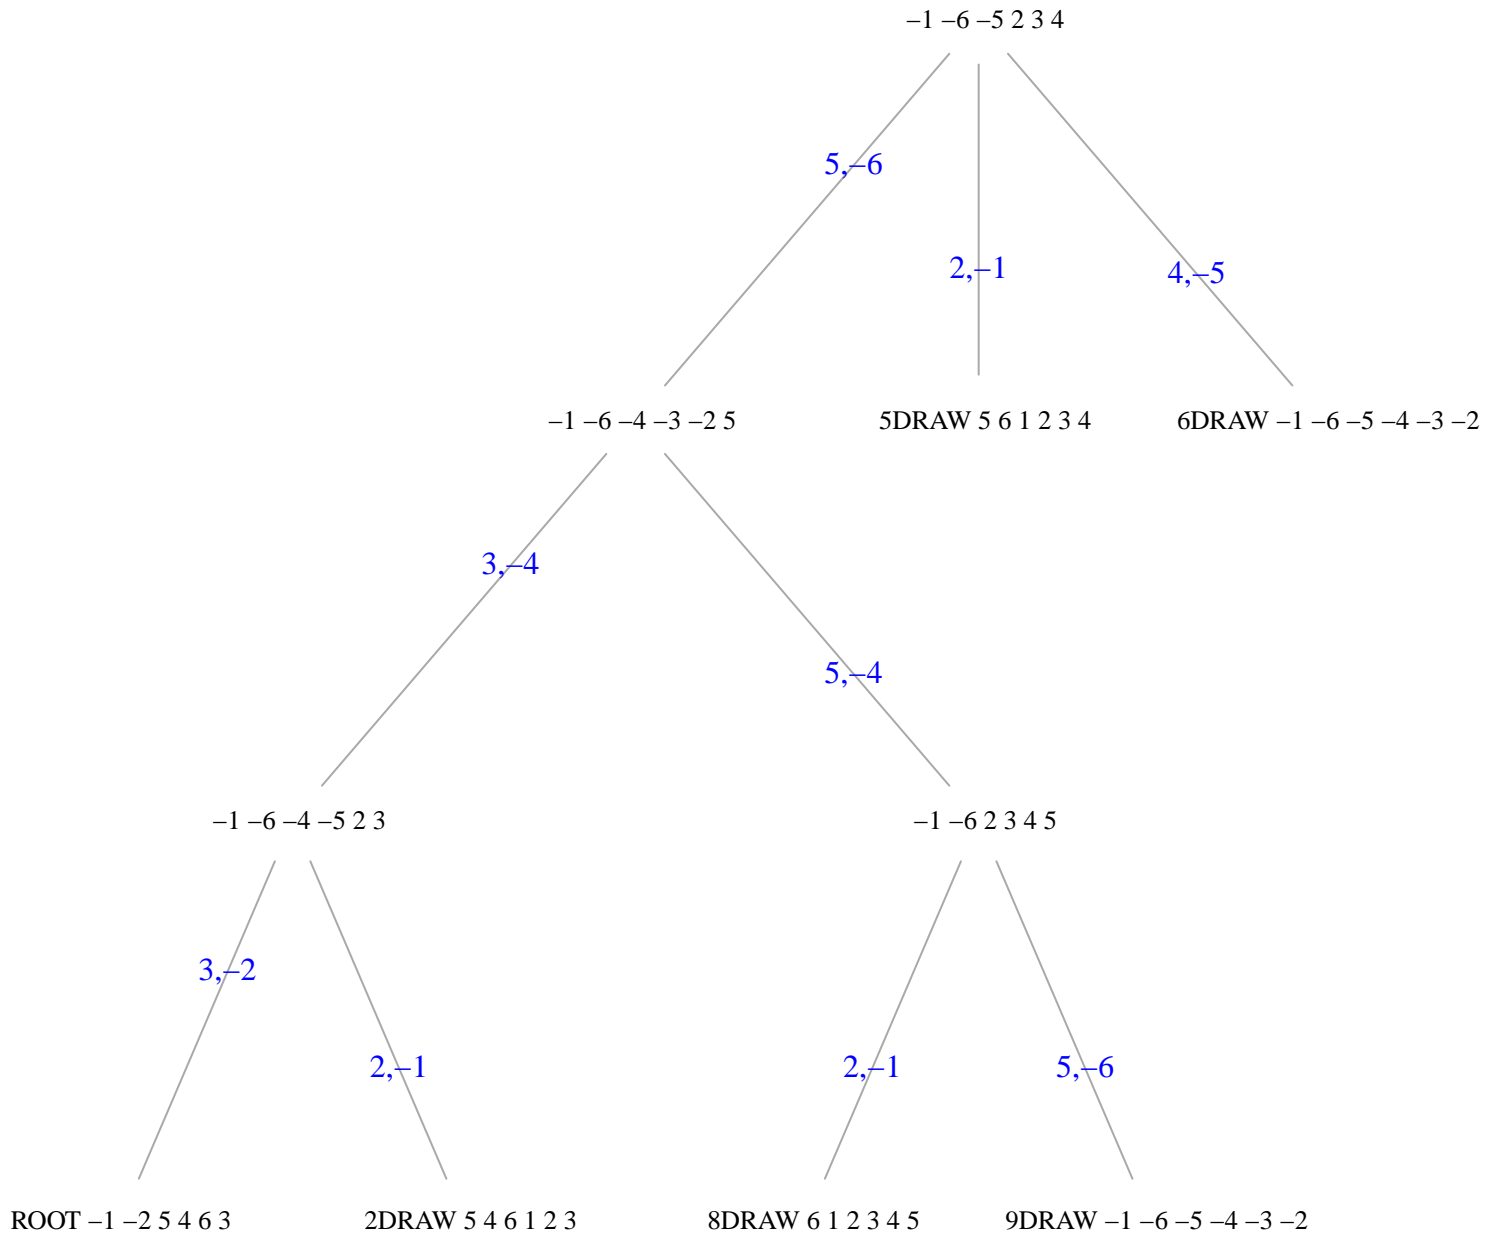 –1 –6 –5 2 3 4
5,–6
2,–1
4,–5
–1 –6 –4 –3 –2 5
5DRAW 5 6 1 2 3 4
6DRAW –1 –6 –5 –4 –3 –2
3,–4
5,–4
–1 –6 –4 –5 2 3
–1 –6 2 3 4 5
3,–2
2,–1
2,–1
5,–6
ROOT –1 –2 5 4 6 3
2DRAW 5 4 6 1 2 3
8DRAW 6 1 2 3 4 5
9DRAW –1 –6 –5 –4 –3 –2